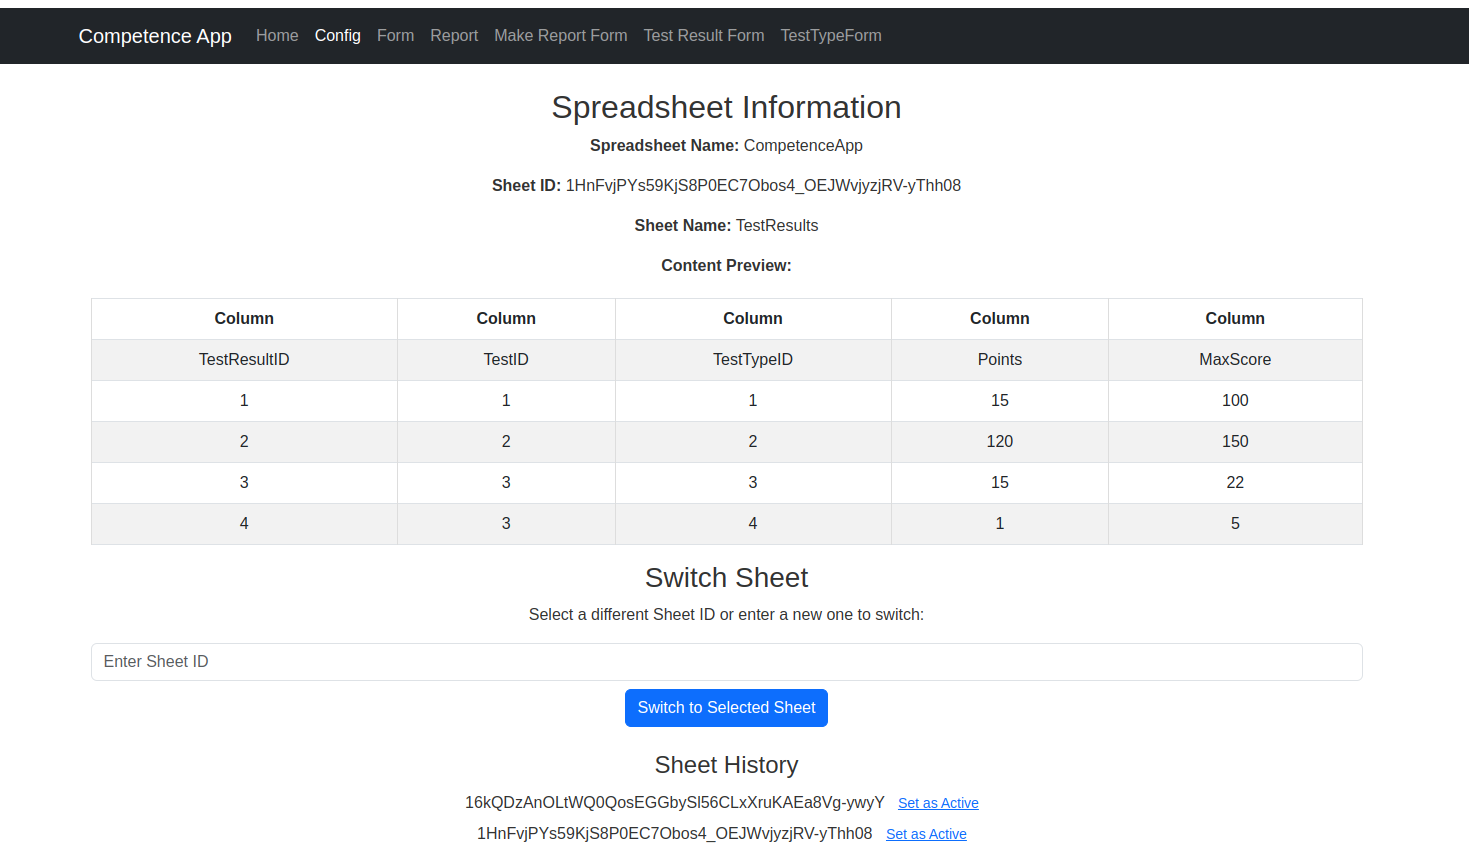 Competence App Home Config Form Report Make Report Form Test Result Form TestTypeForm
Spreadsheet Information
Spreadsheet Name: CompetenceApp
Sheet ID: 1HnFvjPYs59KjS8P0EC7Obos4_OEJWvjyzjRV-yThh08
Sheet Name: TestResults
Content Preview:
Column Column Column Column Column
TestResultID TestID TestTypeID Points MaxScore
1 1 1 15 100
2 2 2 120 150
3 3 3 15 22
4 3 4 1 5
Switch Sheet
Select a different Sheet ID or enter a new one to switch:
Enter Sheet ID
Switch to Selected Sheet
Sheet History
16kQDzAnOLtWQ0QosEGGbySl56CLxXruKAEa8Vg-ywyY Set as Active
1HnFvjPYs59KjS8P0EC7Obos4_OEJWvjyzjRV-yThh08 Set as Active